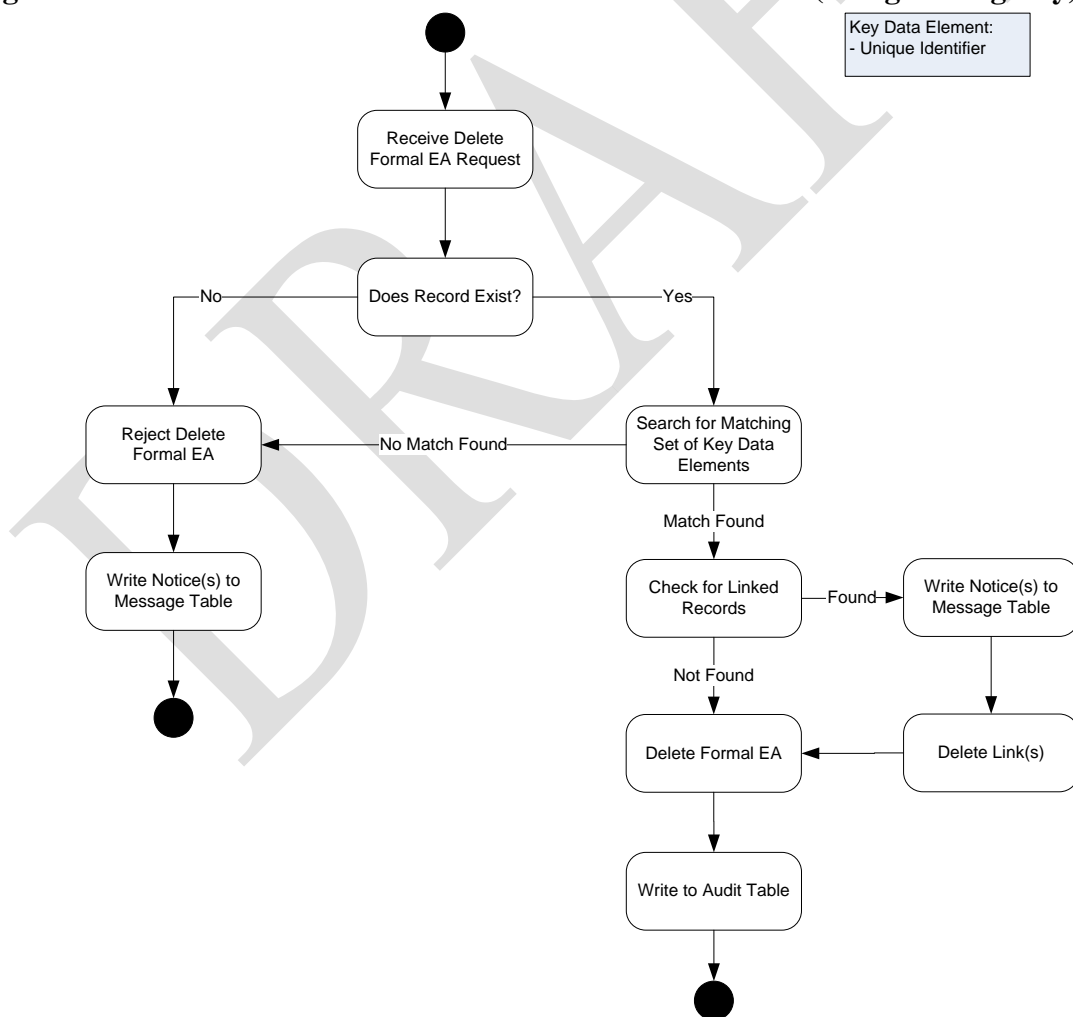 Key Data Element:
- Unique Identifier
Receive Delete
Formal EA Request
Does Record Exist?
No
Yes
Reject Delete
Formal EA
No Match Found
Search for Matching
Set of Key Data
Elements
Match Found
Write Notice(s) to
Message Table
Check for Linked
Records
Found
Write Notice(s) to
Message Table
Not Found
Delete Formal EA
Delete Link(s)
Write to Audit Table
DRA